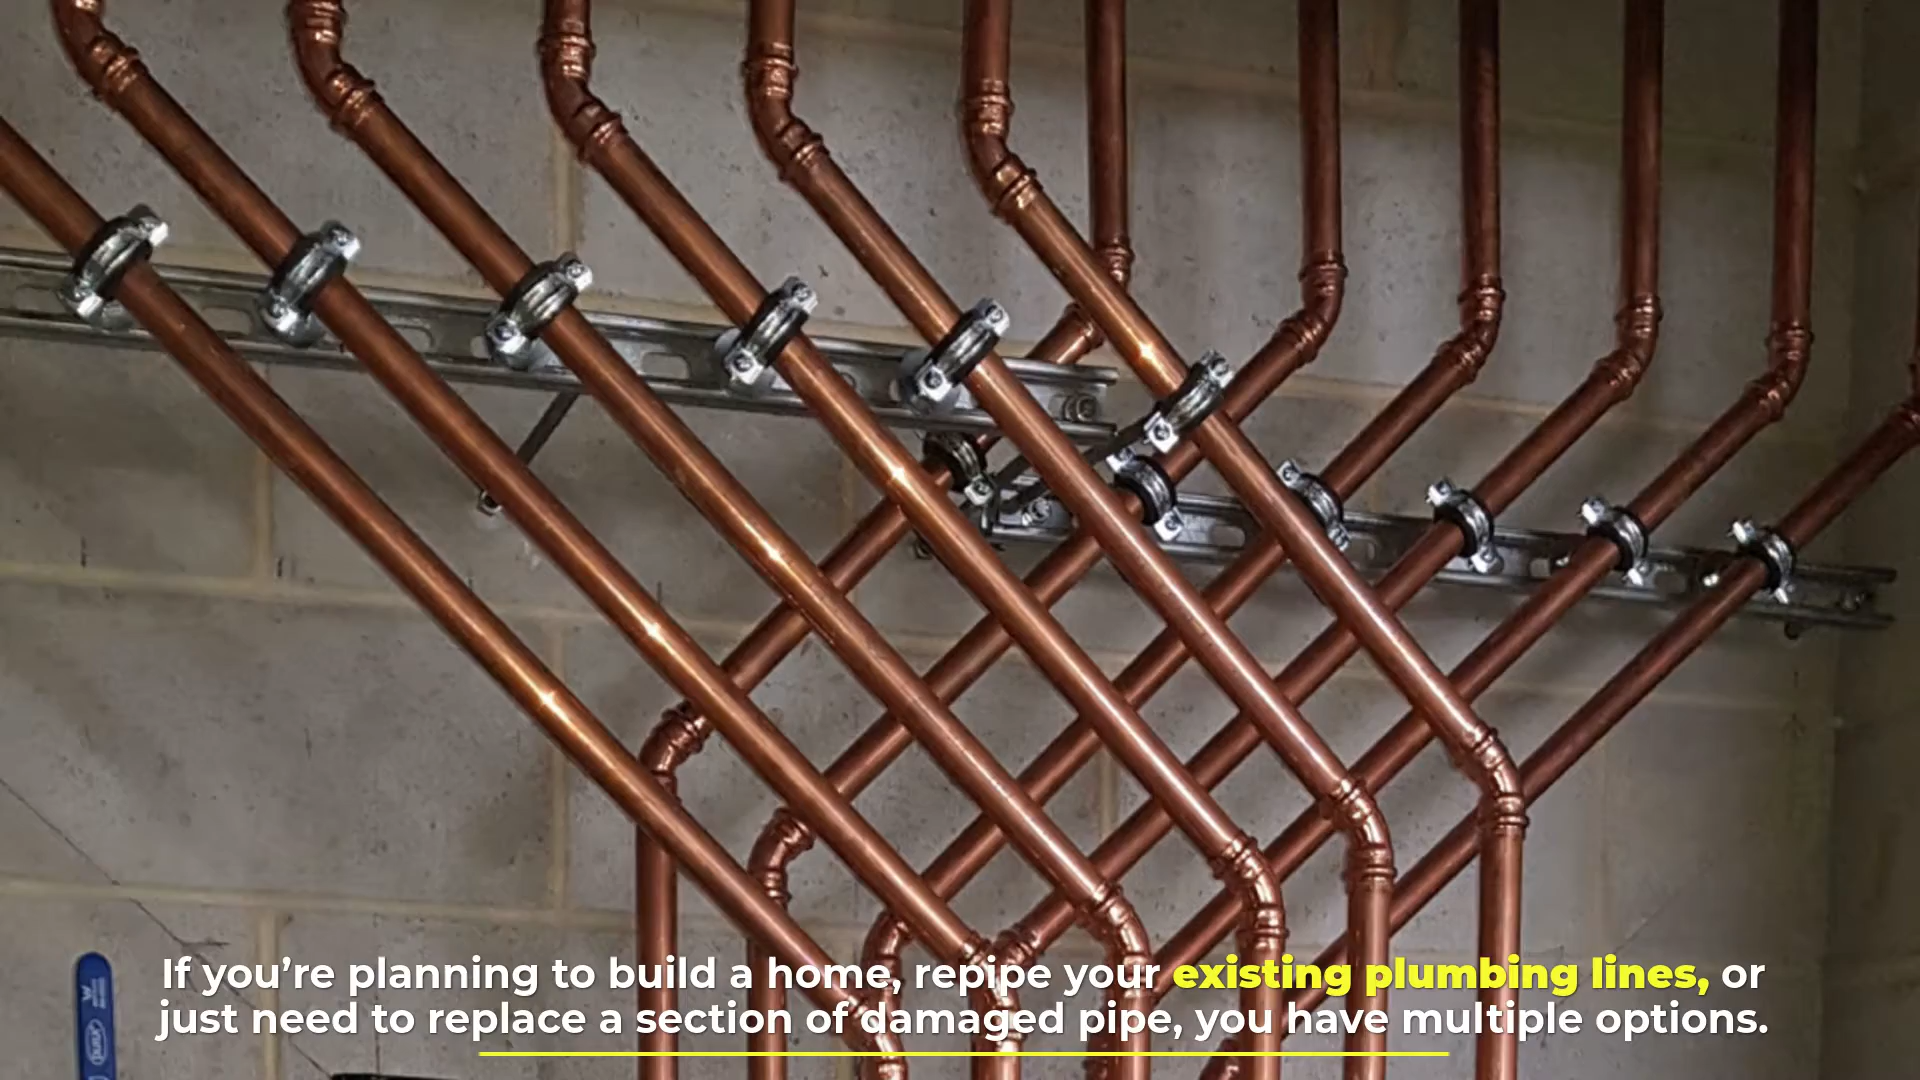 If you’re planning to build a home, repipe your existing plumbing lines, or
just need to replace a section of damaged pipe, you have multiple options.